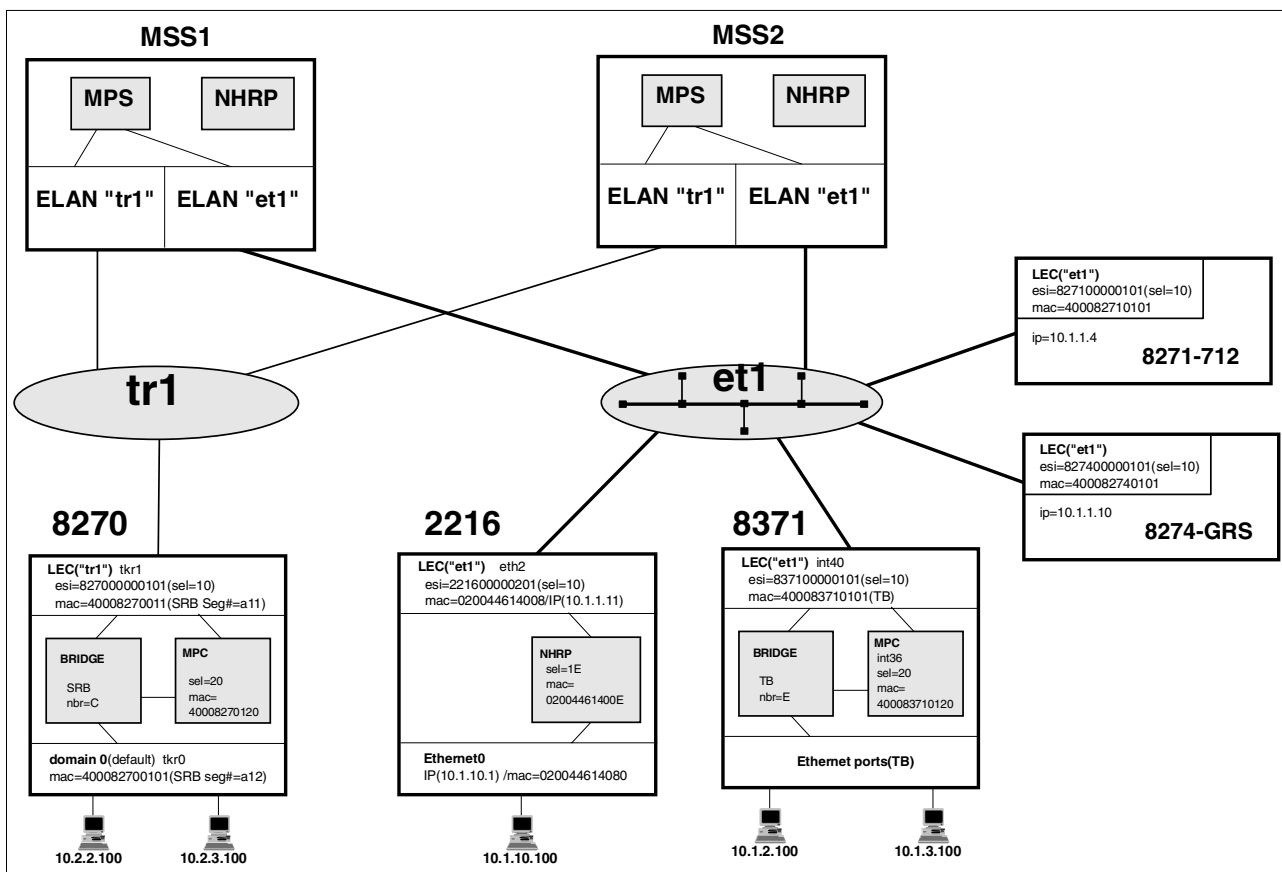 MSS1
MPS
NHRP
ELAN "tr1"
ELAN "et1"
MSS2
MPS
NHRP
ELAN "tr1"
ELAN "et1"
tr1
et1
LEC("et1")
esi=827100000101(sel=10)
mac=400082710101
ip=10.1.1.4
8271-712
LEC("et1")
esi=827400000101(sel=10)
mac=400082740101
ip=10.1.1.10
8274-GRS
8270
LEC("tr1") tkr1
esi=827000000101(sel=10)
mac=40008270011(SRB Seg#=a11)
BRIDGE
SRB
nbr=C
MPC
sel=20
mac=
40008270120
domain 0(default) tkr0
mac=400082700101(SRB seg#=a12)
10.2.2.100
10.2.3.100
2216
LEC("et1") eth2
esi=221600000201(sel=10)
mac=020044614008/IP(10.1.1.11)
NHRP
sel=1E
mac=
02004461400E
Ethernet0
IP(10.1.10.1) /mac=020044614080
10.1.10.100
8371
LEC("et1") int40
esi=837100000101(sel=10)
mac=400083710101(TB)
BRIDGE
TB
nbr=E
MPC
int36
sel=20
mac=
400083710120
Ethernet ports(TB)
10.1.2.100
10.1.3.100